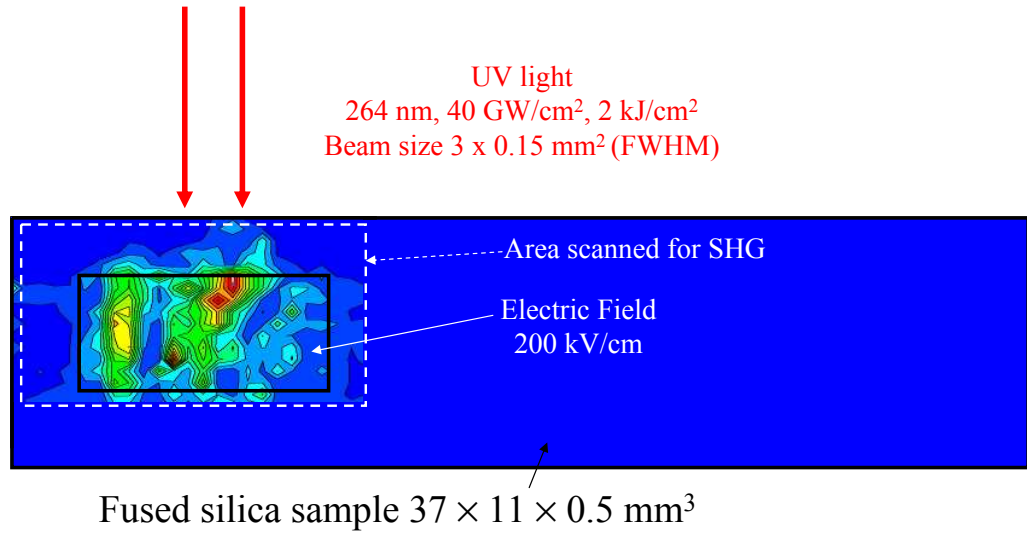 UV light
264 nm, 40 GW/cm², 2 kJ/cm²
Beam size 3 x 0.15 mm² (FWHM)
Area scanned for SHG
Electric Field
200 kV/cm
Fused silica sample 37 × 11 × 0.5 mm³